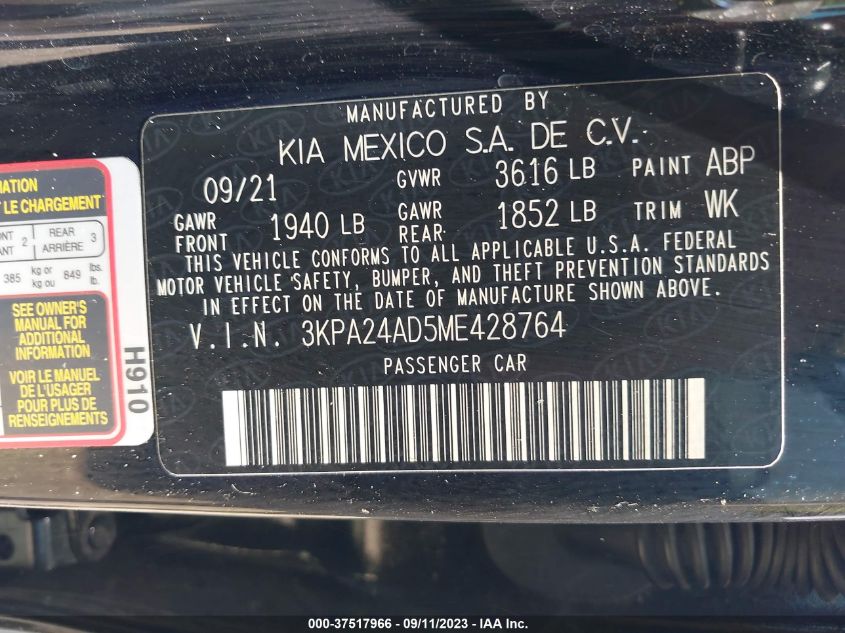 MANUFACTURED BY
KIA MEXICO S.A. DE C.V.
09/21 GVWR 3616 LB PAINT ABP
GAWR FRONT 1940 LB GAWR REAR 1852 LB TRIM WK
THIS VEHICLE CONFORMS TO ALL APPLICABLE U.S.A. FEDERAL
MOTOR VEHICLE SAFETY, BUMPER, AND THEFT PREVENTION STANDARDS
IN EFFECT ON THE DATE OF MANUFACTURE SHOWN ABOVE.
V.I.N. 3KPA24AD5ME428764
PASSENGER CAR
LE CHARGEMENT
2 REAR ARRIÈRE 3
385 kg or kg ou 849 lbs. lb.
SEE OWNER'S
MANUAL FOR
ADDITIONAL
INFORMATION
VOIR LE MANUEL
DE L'USAGER
POUR PLUS DE
RENSEIGNEMENTS
H910
000-37517966 - 09/11/2023 - IAA Inc.